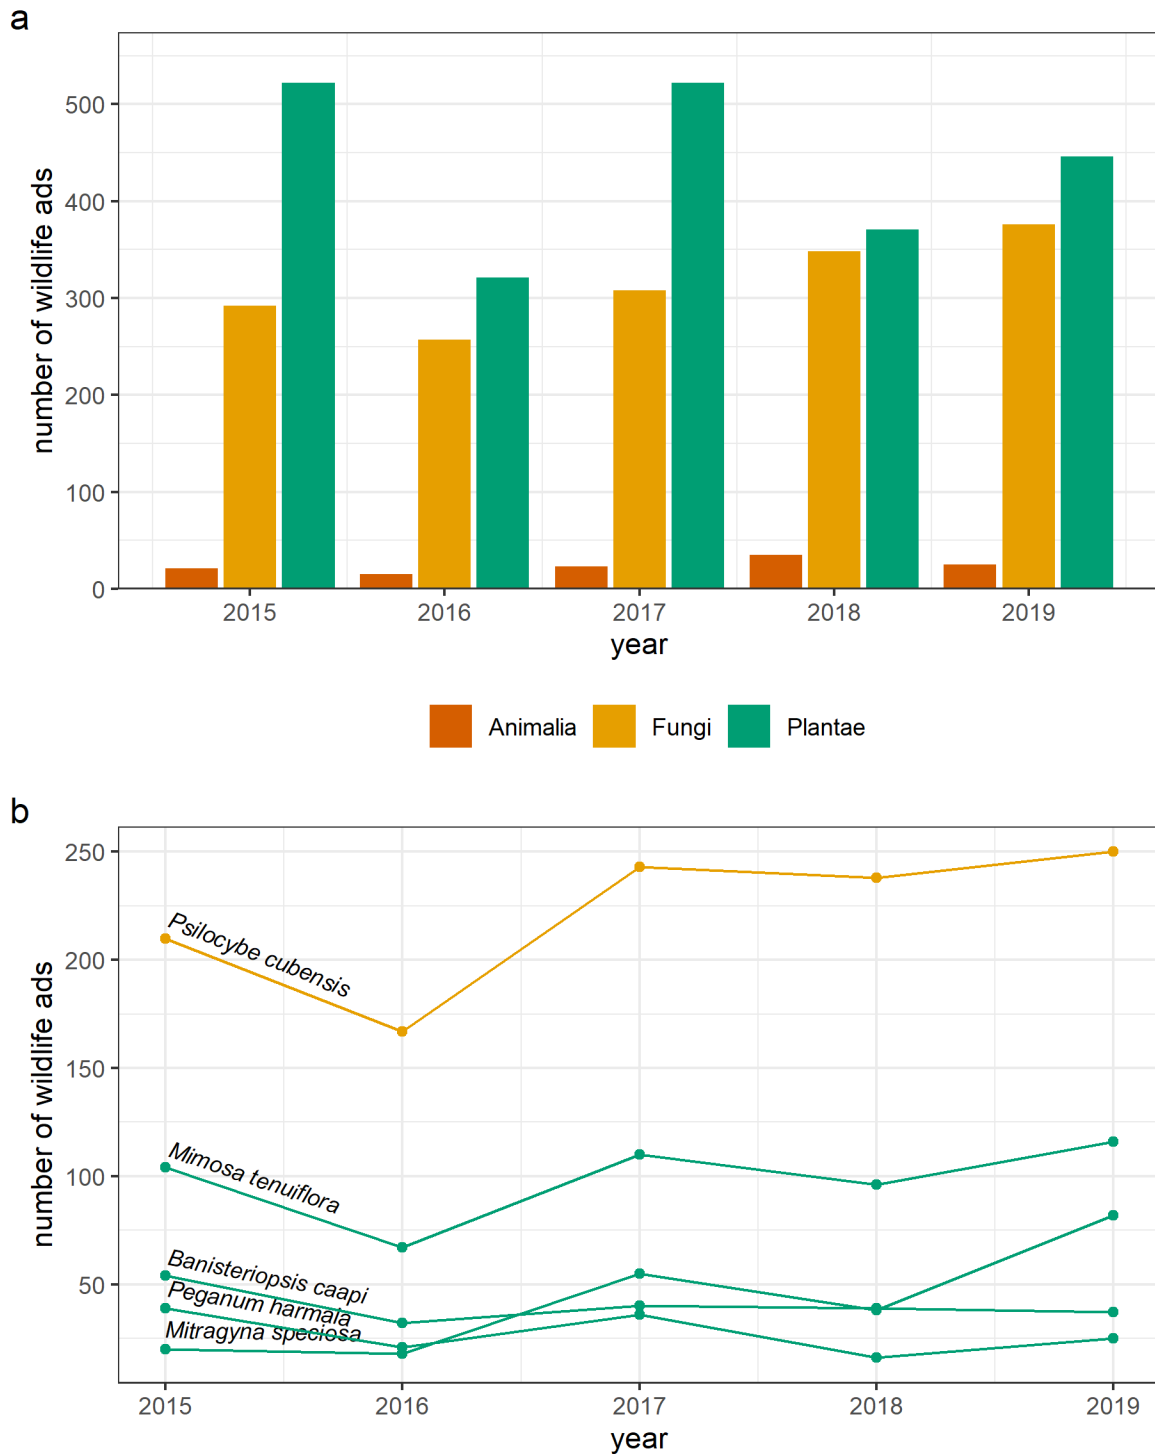 a
number of wildlife ads
500
400
300
200
100
0
2015 2016 2017 2018 2019
year
Animalia Fungi Plantae
b
number of wildlife ads
250
200
150
100
50
Psilocybe cubensis
Mimosa tenuiflora
Banisteriopsis caapi
Peganum harmala
Mitragyna speciosa
2015 2016 2017 2018 2019
year